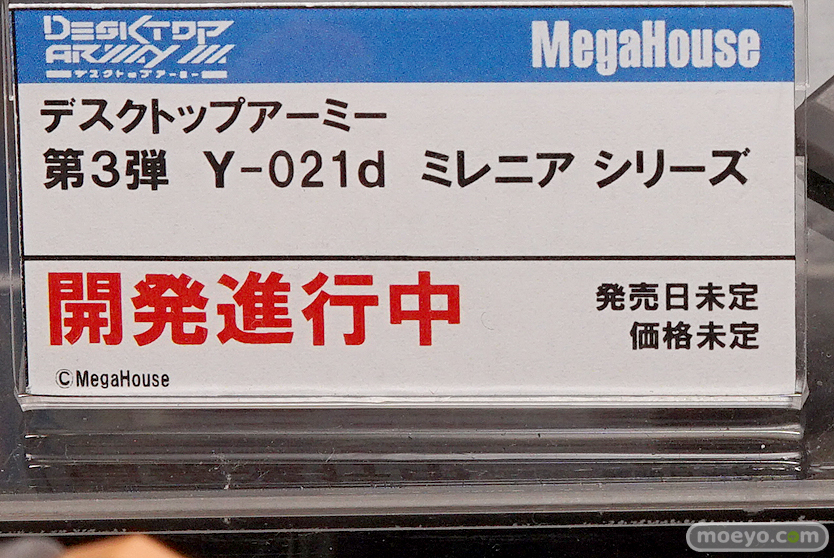 DESKTOP
ARMY
デスクトップアーミー
MegaHouse
デスクトップアーミー
第3弾 Y-021d ミレニア シリーズ
開発進行中
発売日未定
価格未定
©MegaHouse
moeyo.com